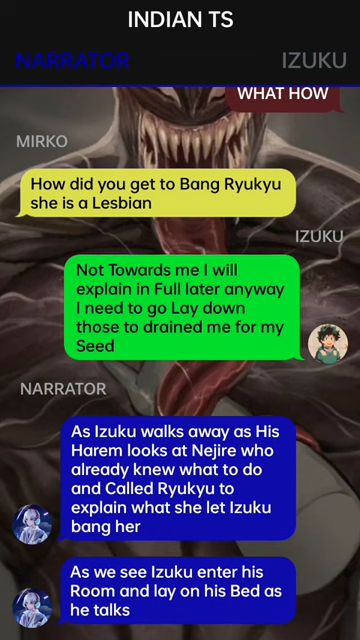 INDIAN TS
NARRATOR
IZUKU
WHAT HOW
MIRKO
How did you get to Bang Ryukyu
she is a Lesbian
IZUKU
Not Towards me I will
explain in Full later anyway
I need to go Lay down
those to drained me for my
Seed
NARRATOR
As Izuku walks away as His
Harem looks at Nejire who
already knew what to do
and Called Ryukyu to
explain what she let Izuku
bang her
As we see Izuku enter his
Room and lay on his Bed as
he talks